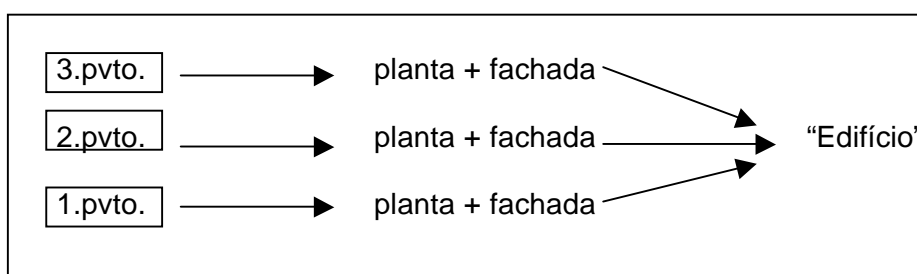 3.pvto. planta + fachada
2.pvto. planta + fachada “Edifício”
1.pvto. planta + fachada